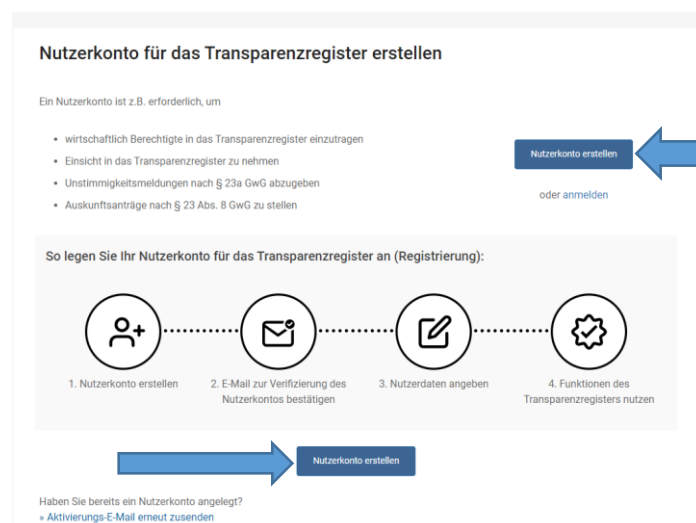 Nutzerkonto für das Transparenzregister erstellen
Ein Nutzerkonto ist z.B. erforderlich, um
• wirtschaftlich Berechtigte in das Transparenzregister einzutragen
• Einsicht in das Transparenzregister zu nehmen
• Unstimmigkeitsmeldungen nach § 23a GwG abzugeben
• Auskunftsanträge nach § 23 Abs. 8 GwG zu stellen
Nutzerkonto erstellen
oder anmelden
So legen Sie Ihr Nutzerkonto für das Transparenzregister an (Registrierung):
1. Nutzerkonto erstellen
2. E-Mail zur Verifizierung des
Nutzerkontos bestätigen
3. Nutzerdaten angeben
4. Funktionen des
Transparenzregisters nutzen
Nutzerkonto erstellen
Haben Sie bereits ein Nutzerkonto angelegt?
» Aktivierungs-E-Mail erneut zusenden